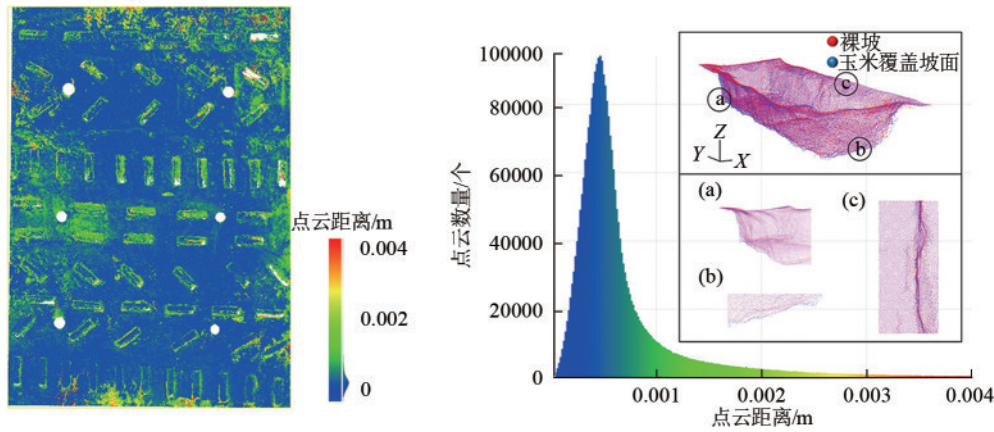 点云距离/m
0.004
0.002
0
点云数量/个
100000
80000
60000
40000
20000
0
0.001
0.002
0.003
0.004
点云距离/m
裸坡
玉米覆盖坡面
a
b
c
Z
Y
X
(a)
(b)
(c)